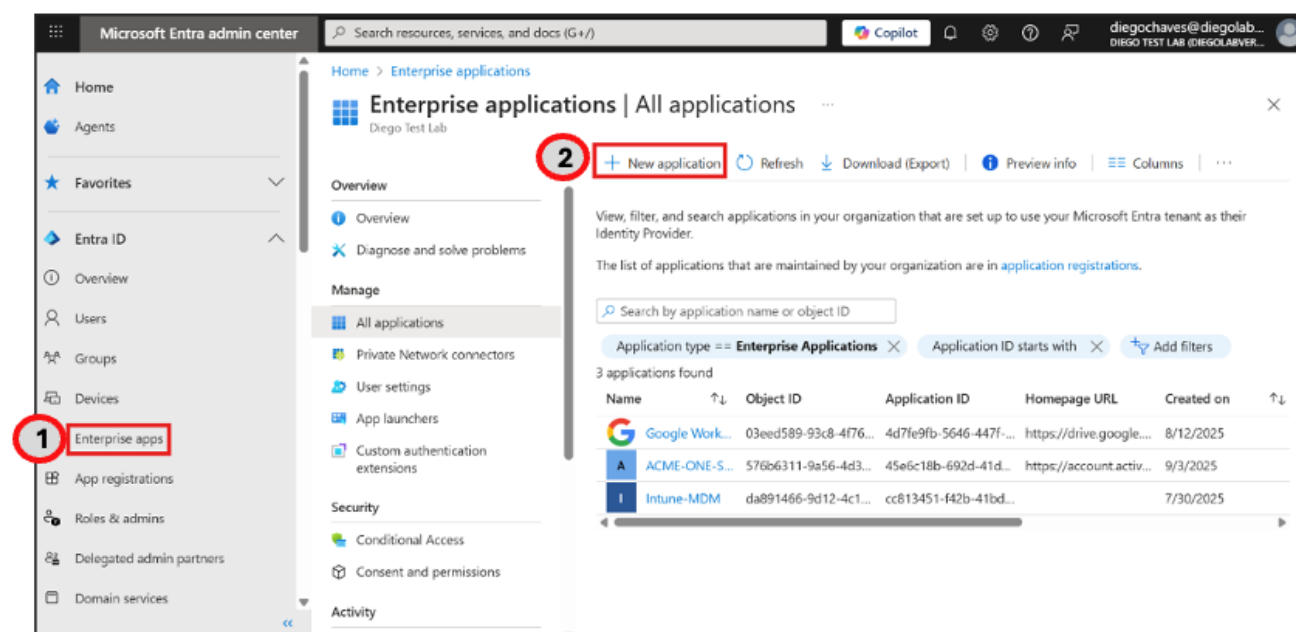 Microsoft Entra admin center
Search resources, services, and docs (G+/)
Copilot
diegochaves@diegolab...
DIEGO TEST LAB (DIEGOLABVER...
Home
Agents
Favorites
Entra ID
Overview
Users
Groups
Devices
1
Enterprise apps
App registrations
Roles & admins
Delegated admin partners
Domain services
«
Home > Enterprise applications
Enterprise applications | All applications ...
Diego Test Lab
Overview
Overview
Diagnose and solve problems
Manage
All applications
Private Network connectors
User settings
App launchers
Custom authentication
extensions
Security
Conditional Access
Consent and permissions
Activity
2
+ New application Refresh Download (Export) Preview info Columns ...
View, filter, and search applications in your organization that are set up to use your Microsoft Entra tenant as their
Identity Provider.
The list of applications that are maintained by your organization are in application registrations.
Search by application name or object ID
Application type == Enterprise Applications Application ID starts with Add filters
3 applications found
Name Object ID Application ID Homepage URL Created on
G Google Work... 03eed589-93c8-4f76... 4d7fe9fb-5646-447f-... https://drive.google.... 8/12/2025
A ACME-ONE-S... 576b6311-9a56-4d3... 45e6c18b-692d-41d... https://account.activ... 9/3/2025
I Intune-MDM da891466-9d12-4c1... cc813451-f42b-41bd... 7/30/2025